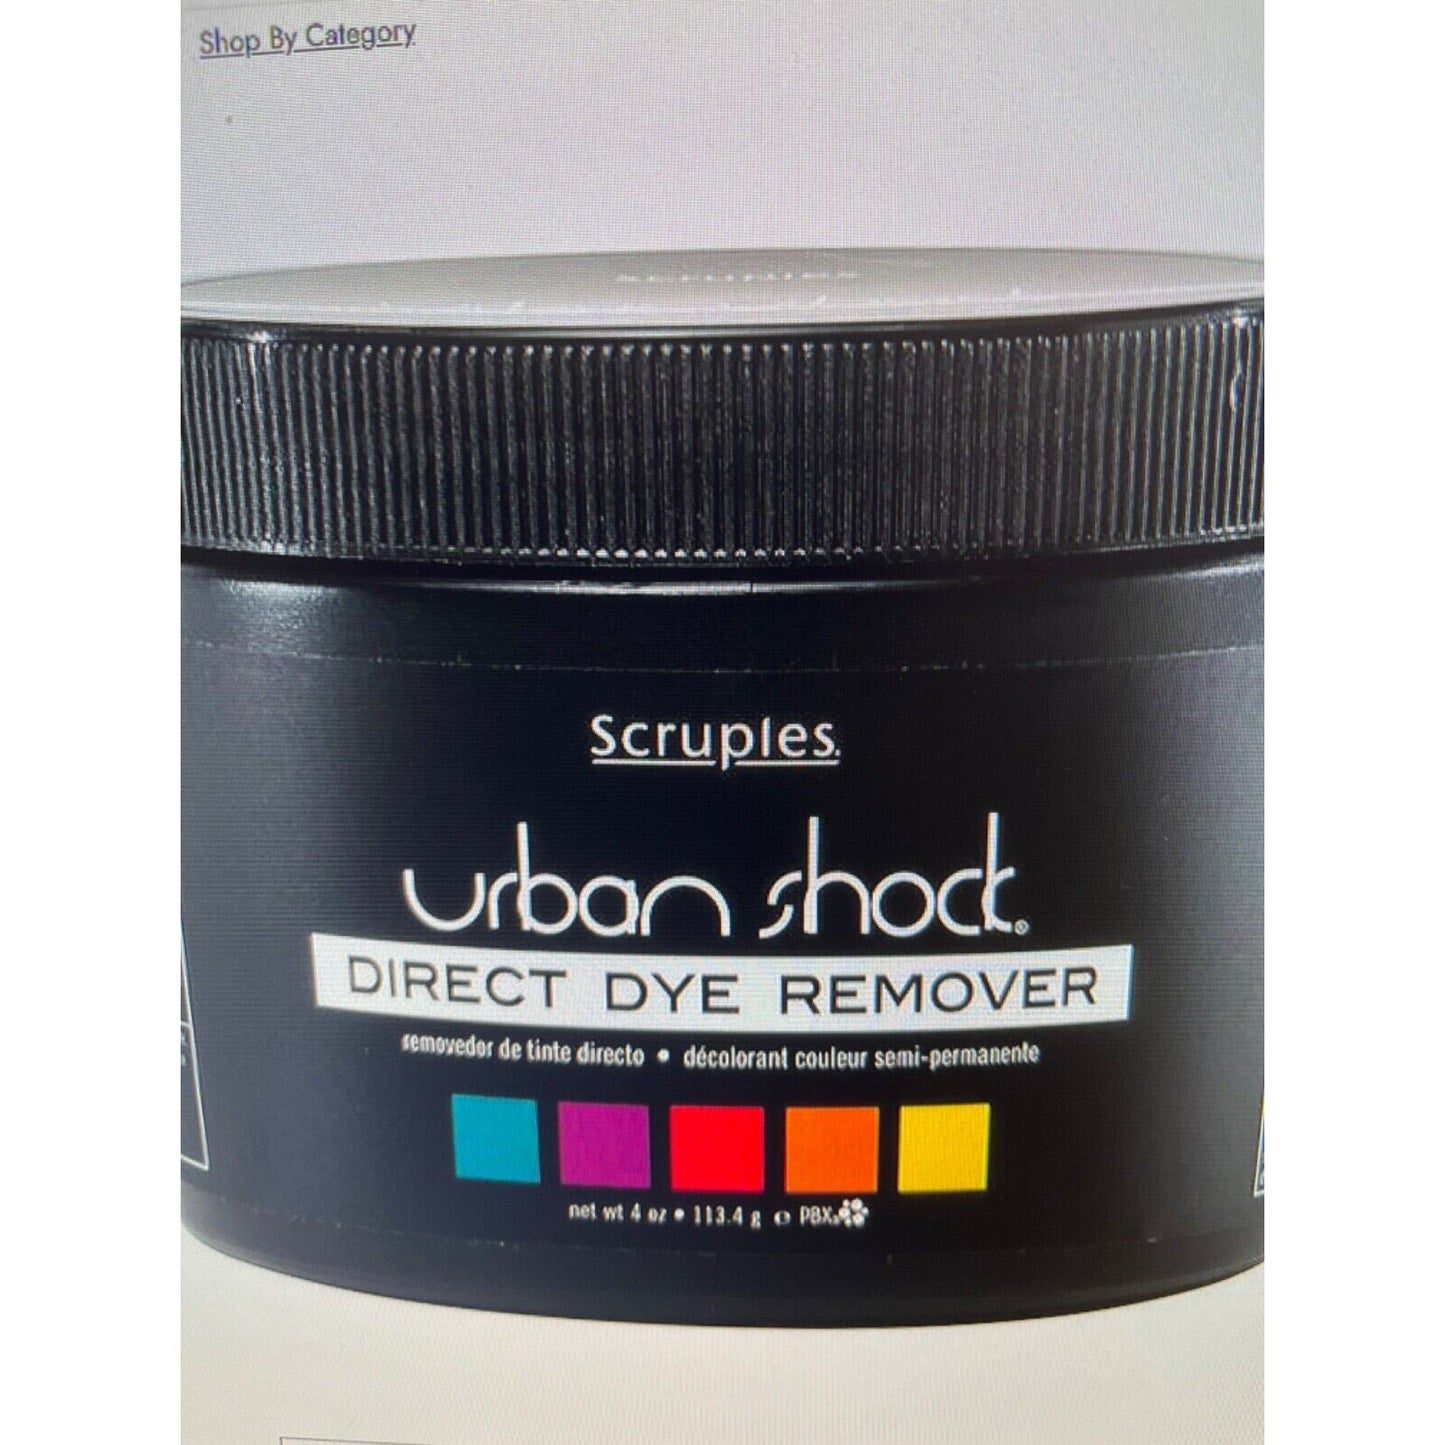 Shop By Category
Scruples
urban shock®
DIRECT DYE REMOVER
removedor de tinte directo • décolorant couleur semi-permanente
net wt 4 oz • 113.4 g ℮ PBX